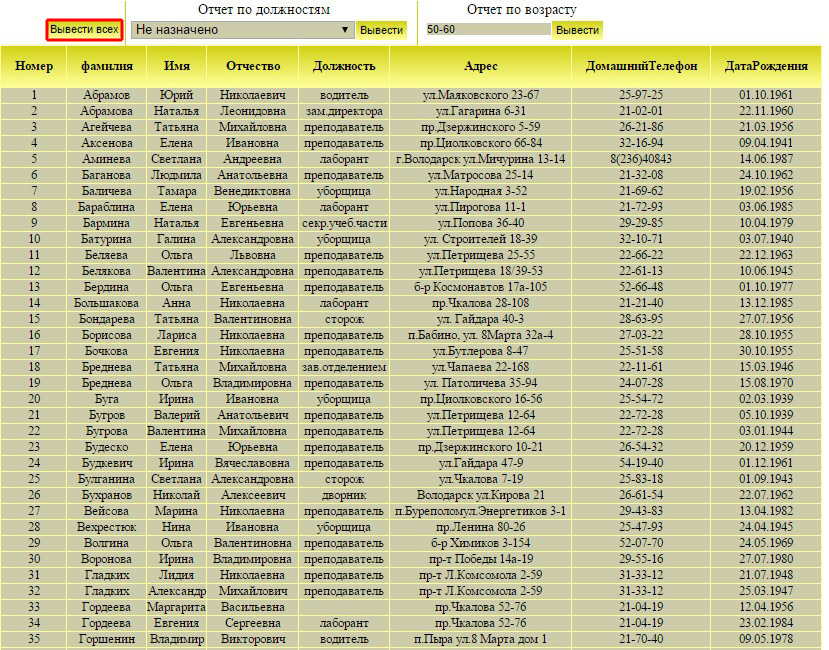 Отчет по должностям Отчет по возрасту
Вывести всех Не назначено Вывести 50-60 Вывести
Номер фамилия Имя Отчество Должность Адрес ДомашнийТелефон ДатаРождения
1 Абрамов Юрий Николаевич водитель ул.Маяковского 23-67 25-97-25 01.10.1961
2 Абрамова Наталья Леонидовна зам.директора ул.Гагарина 6-31 21-02-01 22.11.1960
3 Агейчева Татьяна Михайловна преподаватель пр.Дзержинского 5-59 26-21-86 21.03.1956
4 Аксенова Елена Ивановна преподаватель пр.Циолковского 66-84 32-16-94 09.04.1941
5 Аминева Светлана Андреевна лаборант г.Володарск ул.Мичурина 13-14 8(236)40843 14.06.1987
6 Баганова Людмила Анатольевна преподаватель ул.Матросова 25-14 21-32-08 24.10.1962
7 Баличева Тамара Венедиктовна уборщица ул.Народная 3-52 21-69-62 19.02.1956
8 Бараблина Елена Юрьевна лаборант ул.Пирогова 11-1 21-72-93 03.06.1985
9 Бармина Наталья Евгеньевна секр.учеб.части ул.Попова 36-40 29-29-85 10.04.1979
10 Батурина Галина Александровна уборщица ул. Строителей 18-39 32-10-71 03.07.1940
11 Беляева Ольга Львовна преподаватель ул.Петрищева 25-55 22-66-22 22.12.1963
12 Белякова Валентина Александровна преподаватель ул.Петрищева 18/39-53 22-61-13 10.06.1945
13 Бердина Ольга Евгеньевна преподаватель б-р Космонавтов 17а-105 52-66-48 01.10.1977
14 Большакова Анна Николаевна лаборант пр.Чкалова 28-108 21-21-40 13.12.1985
15 Бондарева Татьяна Валентиновна сторож ул. Гайдара 40-3 28-63-95 27.07.1956
16 Борисова Лариса Николаевна преподаватель п.Бабино, ул. 8Марта 32а-4 27-03-22 28.10.1955
17 Бочкова Евгения Николаевна преподаватель ул.Бутлерова 8-47 25-51-58 30.10.1955
18 Бреднева Татьяна Михайловна зав.отделением ул.Чапаева 22-168 22-11-61 15.03.1946
19 Бреднева Ольга Владимировна преподаватель ул. Патоличева 35-94 24-07-28 15.08.1970
20 Буга Ирина Ивановна уборщица пр.Циолковского 16-56 25-54-72 02.03.1939
21 Бугров Валерий Анатольевич преподаватель ул.Петрищева 12-64 22-72-28 05.10.1939
22 Бугрова Валентина Михайловна преподаватель ул.Петрищева 12-64 22-72-28 03.01.1944
23 Будеско Елена Юрьевна преподаватель пр.Дзержинского 10-21 26-54-32 20.12.1959
24 Будкевич Ирина Вячеславовна преподаватель ул.Гайдара 47-9 54-19-40 01.12.1961
25 Булганина Светлана Александровна сторож ул.Чкалова 7-19 25-83-18 01.09.1943
26 Бухранов Николай Алексеевич дворник Володарск ул.Кирова 21 26-61-54 22.07.1962
27 Вейсова Марина Николаевна преподаватель п.Буреполомул.Энергетиков 3-1 29-43-83 13.04.1982
28 Вехрестюк Нина Ивановна уборщица пр.Ленина 80-26 25-47-93 24.04.1945
29 Волгина Ольга Валентиновна преподаватель б-р Химиков 3-154 52-07-70 24.05.1969
30 Воронова Ирина Владимировна преподаватель пр-т Победы 14а-19 29-55-16 27.07.1980
31 Гладких Лидия Николаевна преподаватель пр-т Л.Комсомола 2-59 31-33-12 21.07.1948
32 Гладких Александр Михайлович преподаватель пр-т Л.Комсомола 2-59 31-33-12 25.03.1947
33 Гордеева Маргарита Васильевна пр.Чкалова 52-76 21-04-19 12.04.1956
34 Гордеева Евгения Сергеевна лаборант пр.Чкалова 52-76 21-04-19 23.02.1984
35 Горшенин Владимир Викторович водитель п.Пыра ул.8 Марта дом 1 21-70-40 09.05.1978